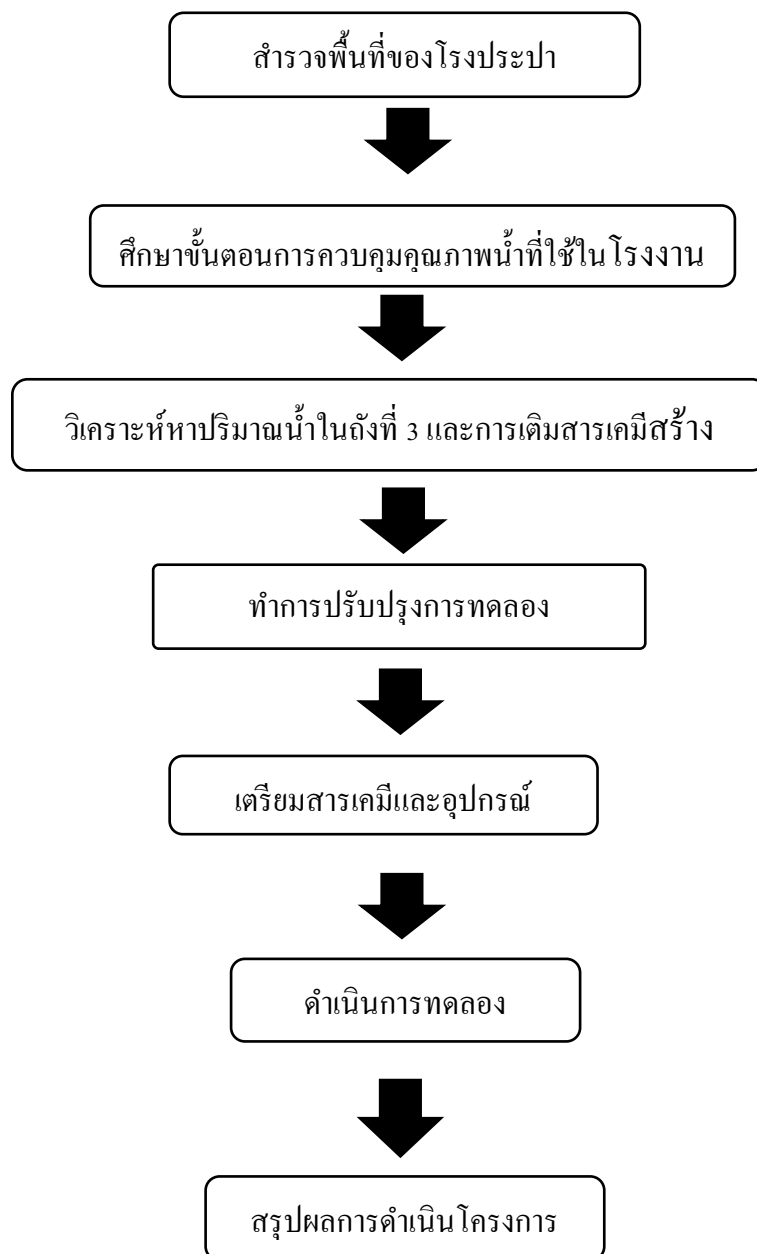 สำรวจพื้นที่ของโรงประปา
ศึกษาขั้นตอนการควบคุมคุณภาพน้ำที่ใช้ในโรงงาน
วิเคราะห์หาปริมาณน้ำในถังที่ 3 และการเติมสารเคมีสร้าง
ทำการปรับปรุงการทดลอง
เตรียมสารเคมีและอุปกรณ์
ดำเนินการทดลอง
สรุปผลการดำเนินโครงการ